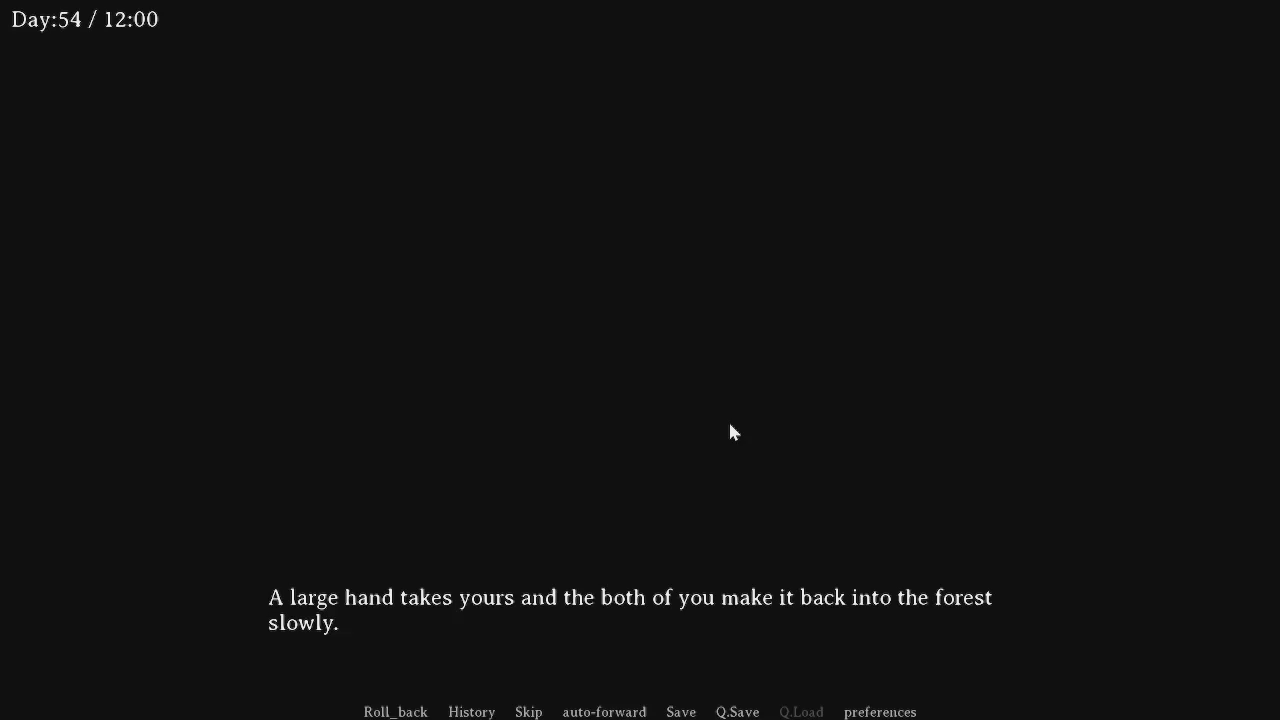 Day:54 / 12:00
A large hand takes yours and the both of you make it back into the forest
slowly.
Roll_back History Skip auto-forward Save Q.Save Q.Load preferences